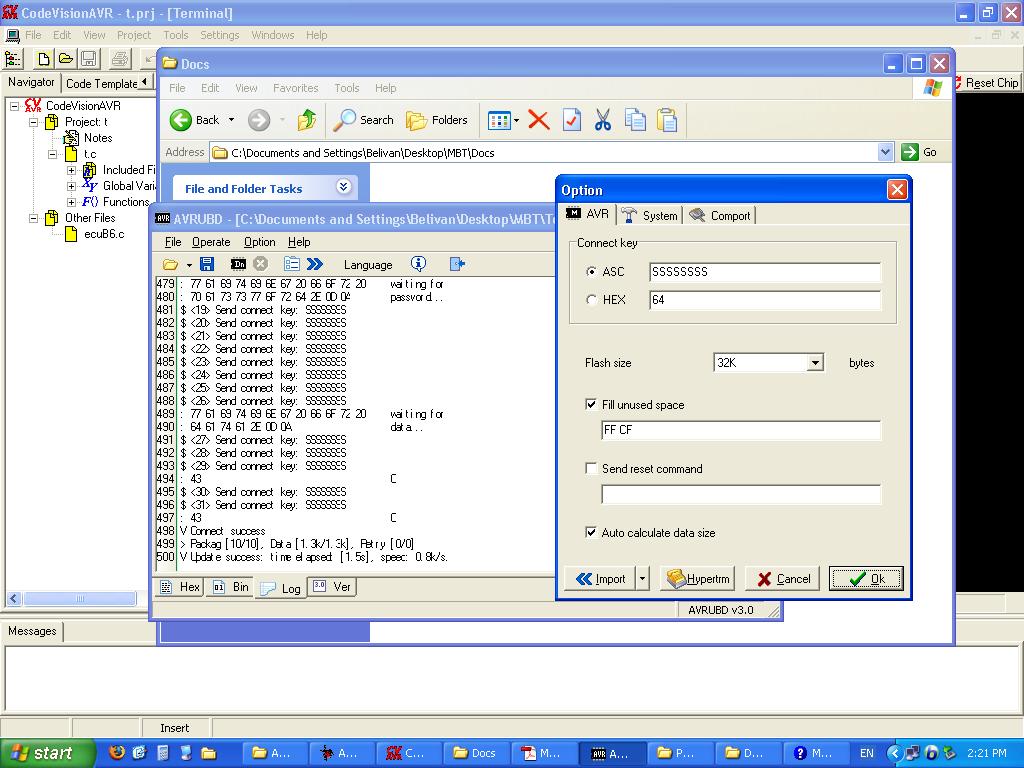 CodeVisionAVR - t.prj - [Terminal]
File Edit View Project Tools Settings Windows Help
Navigator Code Template
Reset Chip
CodeVisionAVR
Project: t
Notes
t.c
Included Fi
Global Vari
Functions
Other Files
ecuB6.c
Docs
File Edit View Favorites Tools Help
Back Search Folders
Address C:\Documents and Settings\Belivan\Desktop\MBT\Docs Go
File and Folder Tasks
AVRUBD - [C:\Documents and Settings\Belivan\Desktop\MBT\T
File Operate Option Help
Language
479 : 77 61 69 74 69 6E 67 20 66 6F 72 20 waiting for
480 : 70 61 73 73 77 6F 72 64 2E 0D 0A password..
481 $ <19> Send connect key: SSSSSSSS
482 $ <20> Send connect key: SSSSSSSS
483 $ <21> Send connect key: SSSSSSSS
484 $ <22> Send connect key: SSSSSSSS
485 $ <23> Send connect key: SSSSSSSS
486 $ <24> Send connect key: SSSSSSSS
487 $ <25> Send connect key: SSSSSSSS
488 $ <26> Send connect key: SSSSSSSS
489 : 77 61 69 74 69 6E 67 20 66 6F 72 20 waiting for
490 : 64 61 74 61 2E 0D 0A data...
491 $ <27> Send connect key: SSSSSSSS
492 $ <28> Send connect key: SSSSSSSS
493 $ <29> Send connect key: SSSSSSSS
494 : 43 C
495 $ <30> Send connect key: SSSSSSSS
496 $ <31> Send connect key: SSSSSSSS
497 : 43 C
498 V Connect success
499 > Packag [10/10], Data [1.3k/1.3k], Retry [0/0]
500 V Update success: time elapsed: [1.5s], speec: 0.8k/s.
Hex Bin Log Ver
AVRUBD v3.0
Option
AVR System Comport
Connect key
ASC SSSSSSSS
HEX 64
Flash size 32K bytes
Fill unused space
FF CF
Send reset command
Auto calculate data size
Import Hypertrm Cancel Ok
Messages
Insert
start A... A... C... Docs M... A... P... D... M... EN 2:21 PM